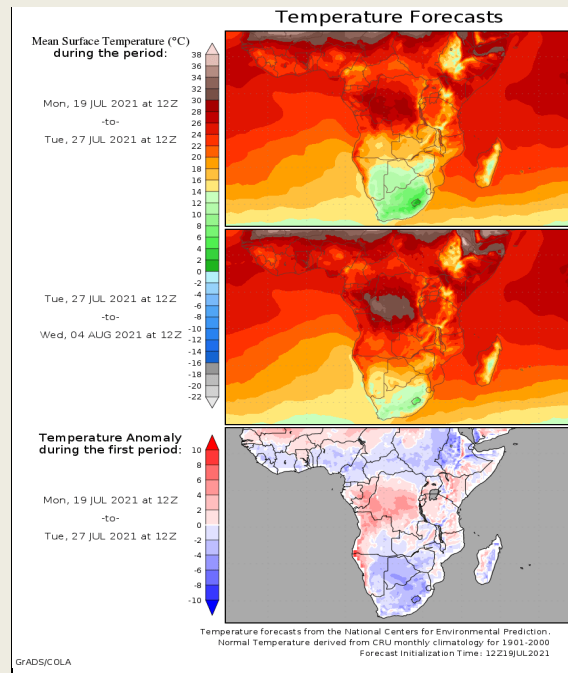 Temperature Forecasts
Mean Surface Temperature (°C)
during the period:
38
36
34
32
30
28
26
24
22
20
18
16
14
12
10
8
6
4
2
0
-2
-4
-6
-8
-10
-12
-14
-16
-18
-20
-22
Mon, 19 JUL 2021 at 12Z
-to-
Tue, 27 JUL 2021 at 12Z
Tue, 27 JUL 2021 at 12Z
-to-
Wed, 04 AUG 2021 at 12Z
Temperature Anomaly
during the first period:
10
8
6
4
2
0
-2
-4
-6
-8
-10
Mon, 19 JUL 2021 at 12Z
-to-
Tue, 27 JUL 2021 at 12Z
Temperature forecasts from the National Centers for Environmental Prediction.
Normal Temperature derived from CRU monthly climatology for 1901-2000
Forecast Initialization Time: 12Z19JUL2021
GrADS/COLA